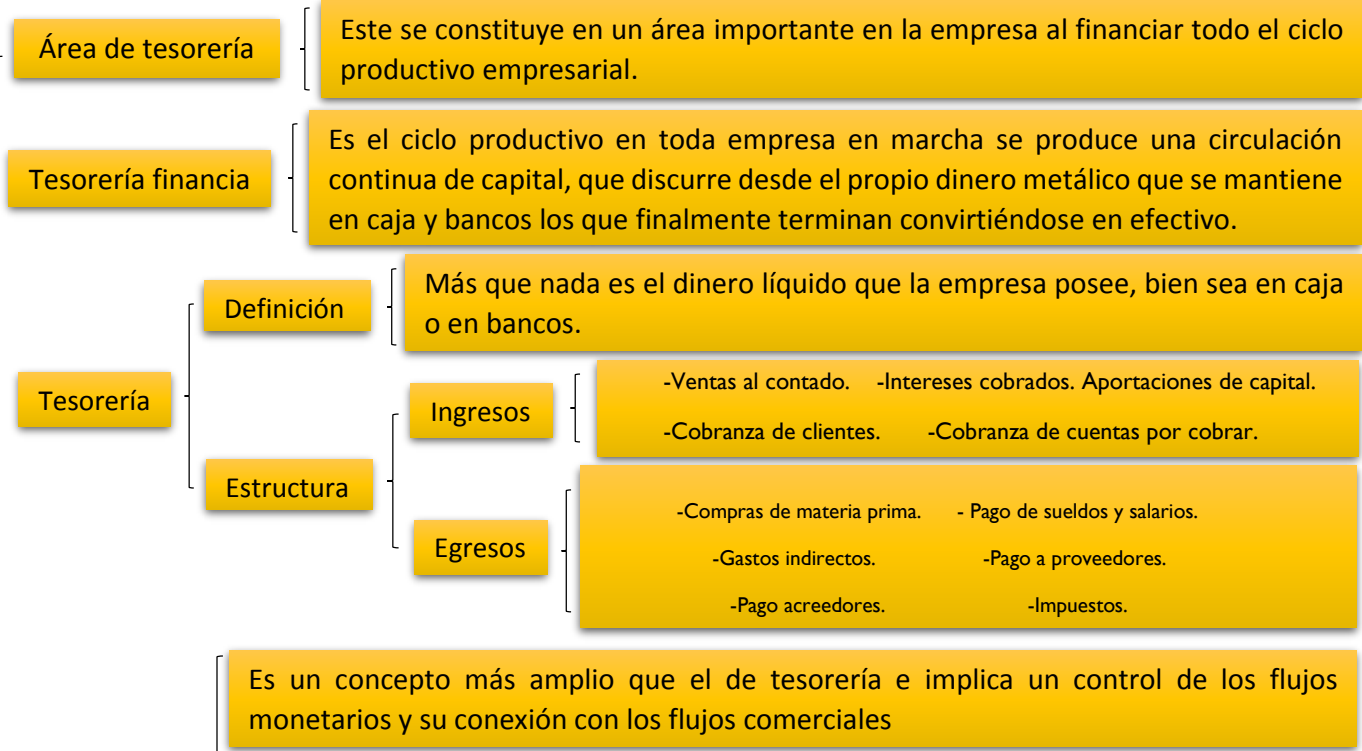 Área de tesorería
Este se constituye en un área importante en la empresa al financiar todo el ciclo
productivo empresarial.
Tesorería financia
Es el ciclo productivo en toda empresa en marcha se produce una circulación
continua de capital, que discurre desde el propio dinero metálico que se mantiene
en caja y bancos los que finalmente terminan convirtiéndose en efectivo.
Tesorería
Definición
Más que nada es el dinero líquido que la empresa posee, bien sea en caja
o en bancos.
Estructura
Ingresos
-Ventas al contado. -Intereses cobrados. Aportaciones de capital.
-Cobranza de clientes. -Cobranza de cuentas por cobrar.
Egresos
-Compras de materia prima. - Pago de sueldos y salarios.
-Gastos indirectos. -Pago a proveedores.
-Pago acreedores. -Impuestos.
Es un concepto más amplio que el de tesorería e implica un control de los flujos
monetarios y su conexión con los flujos comerciales